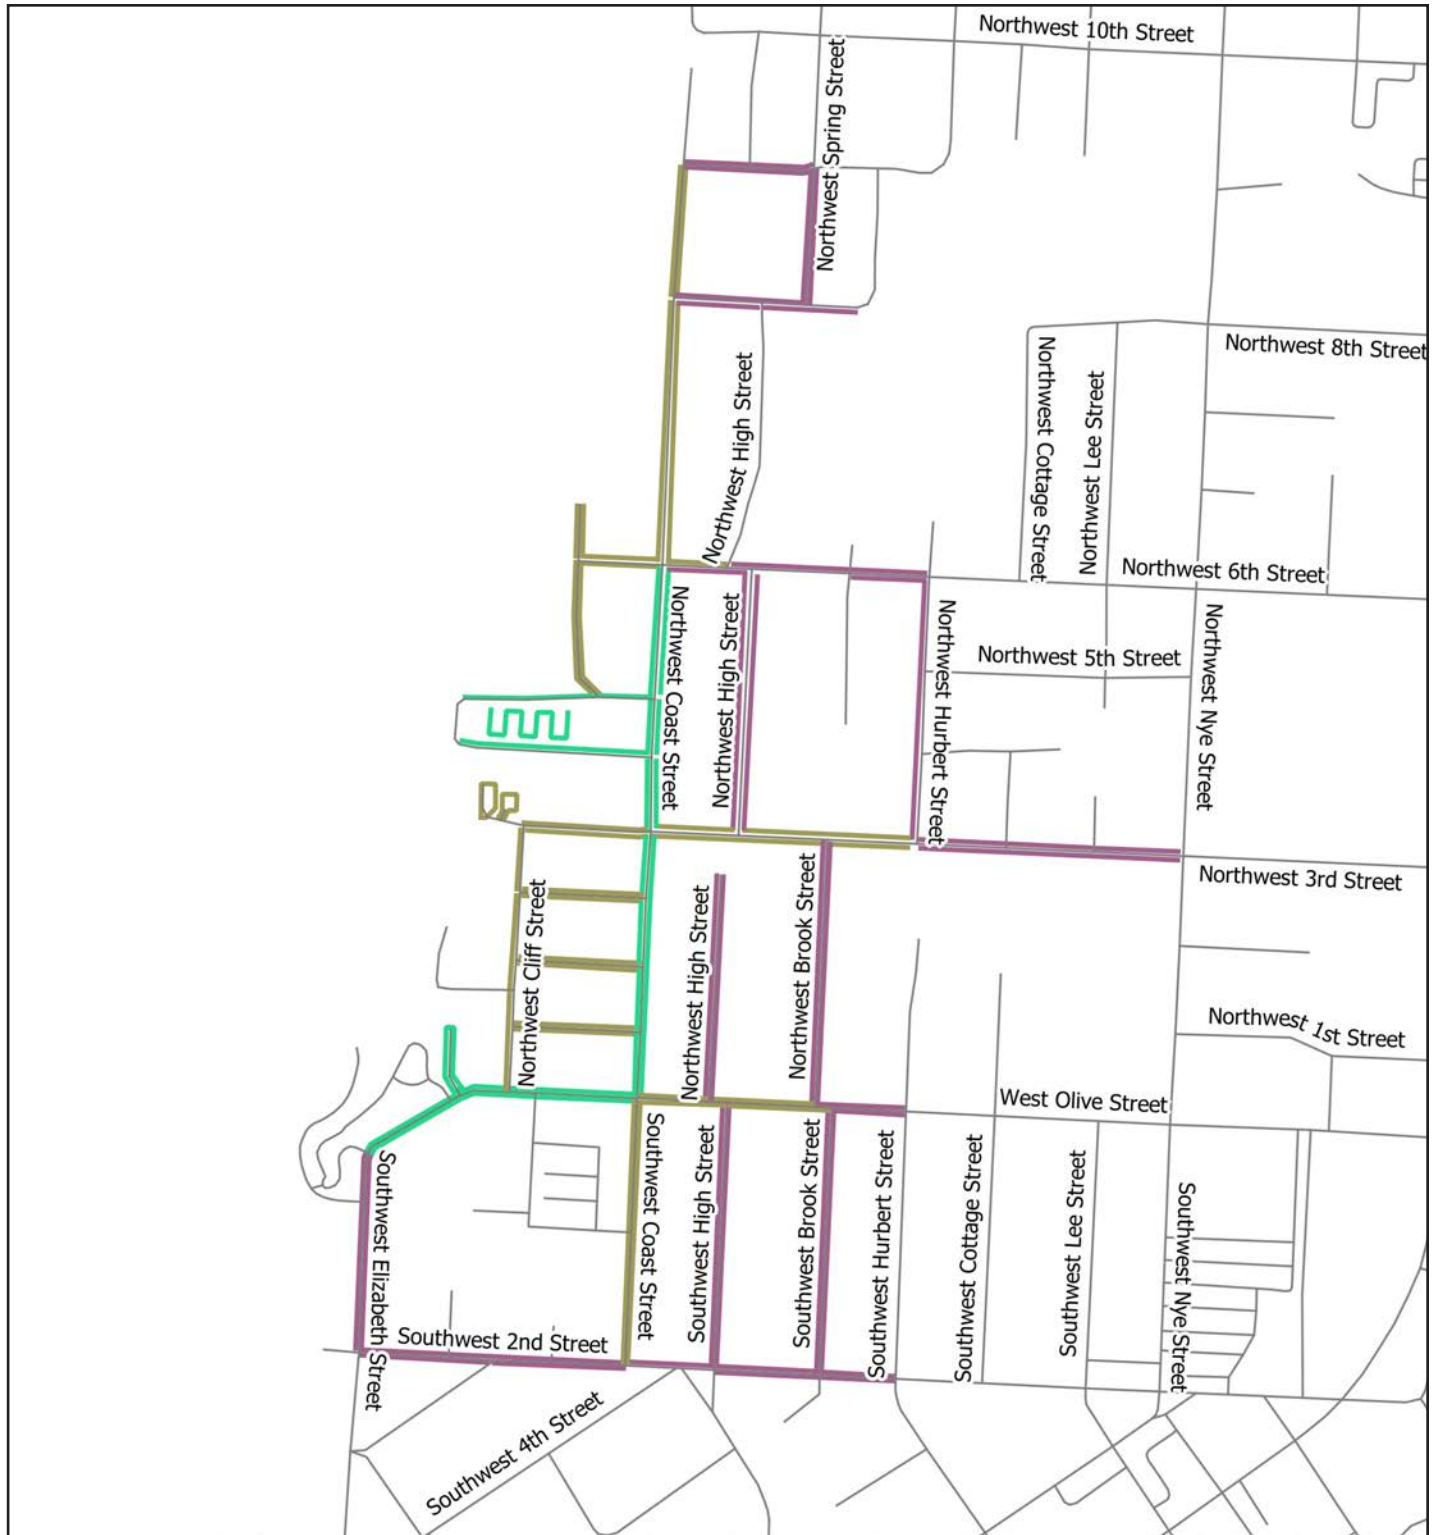 Northwest 10th Street
Northwest Spring Street
Northwest 8th Street
Northwest High Street
Northwest Cottage Street
Northwest Lee Street
Northwest 6th Street
Northwest Coast Street
Northwest High Street
Northwest Hurbert Street
Northwest 5th Street
Northwest Nye Street
Northwest 3rd Street
Northwest Cliff Street
Northwest High Street
Northwest Brook Street
Northwest 1st Street
West Olive Street
Southwest Elizabeth Street
Southwest Coast Street
Southwest High Street
Southwest Brook Street
Southwest Hurbert Street
Southwest Cottage Street
Southwest Lee Street
Southwest Nye Street
Southwest 2nd Street
Southwest 4th Street